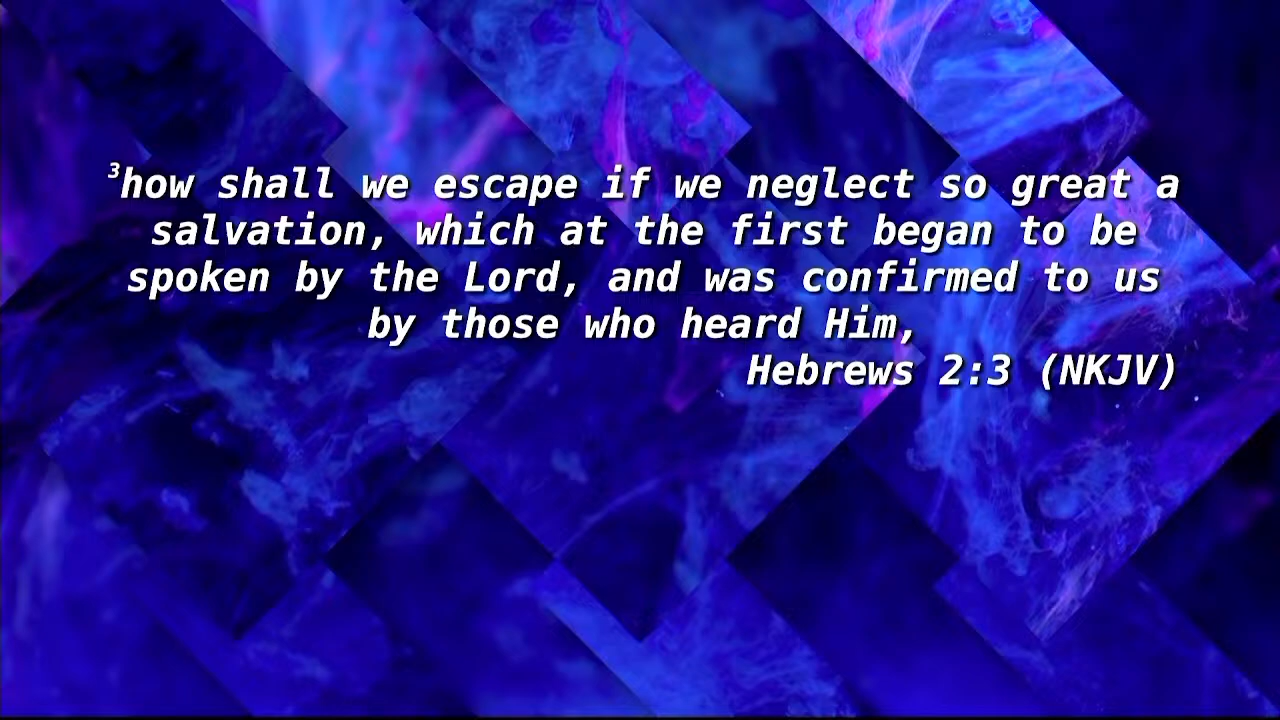 ³how shall we escape if we neglect so great a
salvation, which at the first began to be
spoken by the Lord, and was confirmed to us
by those who heard Him,
Hebrews 2:3 (NKJV)